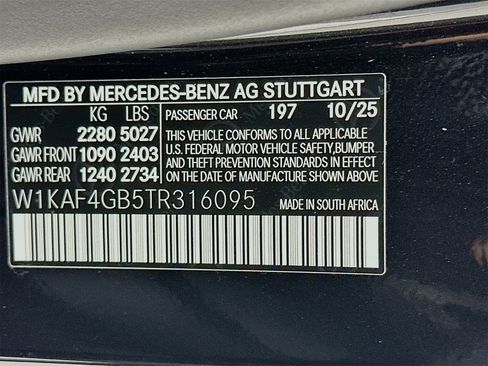 MFD BY MERCEDES-BENZ AG STUTTGART
KG LBS
GVWR 2280 5027
GAWR FRONT 1090 2403
GAWR REAR 1240 2734
PASSENGER CAR 197 10/25
THIS VEHICLE CONFORMS TO ALL APPLICABLE
U.S. FEDERAL MOTOR VEHICLE SAFETY,
BUMPER, AND THEFT PREVENTION
STANDARDS IN EFFECT ON THE DATE OF
MANUFACTURE SHOWN ABOVE.
W1KAF4GB5TR316095
MADE IN SOUTH AFRICA